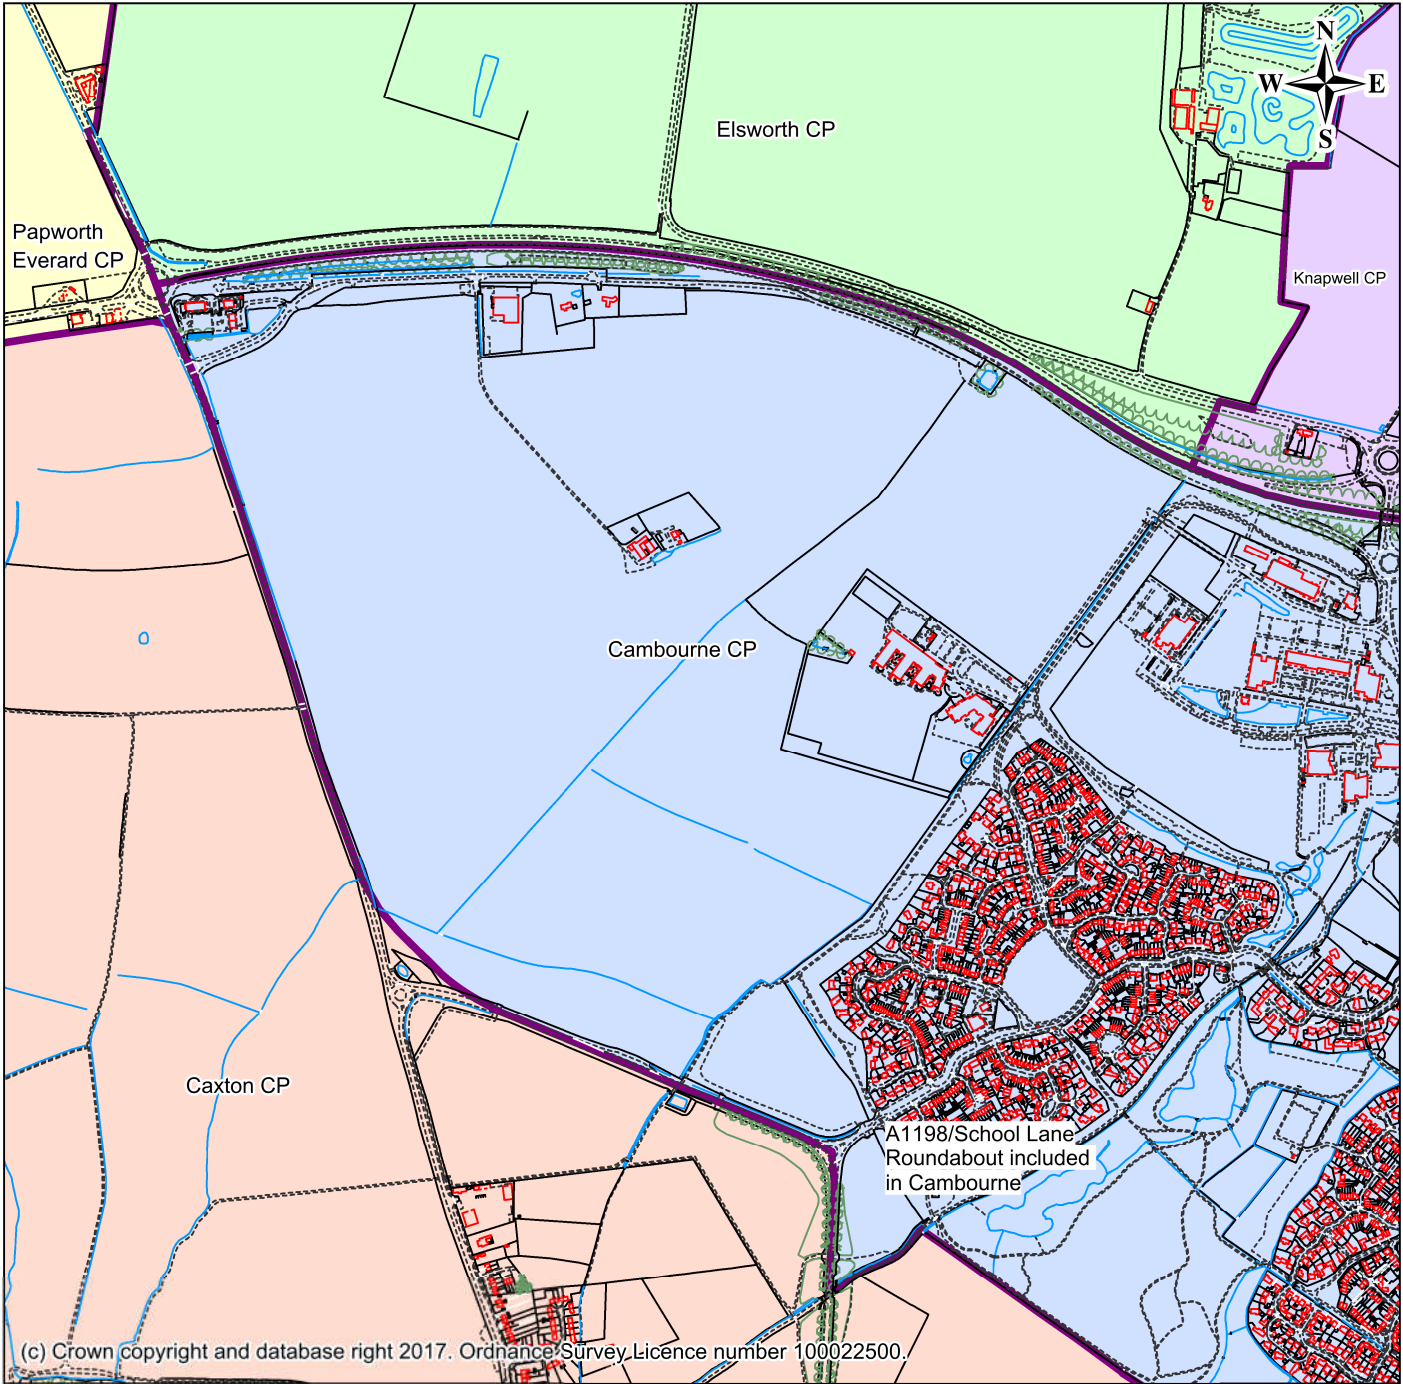 N
W E
S
Elsworth CP
Papworth
Everard CP
Knapwell CP
Cambourne CP
Caxton CP
A1198/School Lane
Roundabout included
in Cambourne
(c) Crown copyright and database right 2017. Ordnance Survey Licence number 100022500.